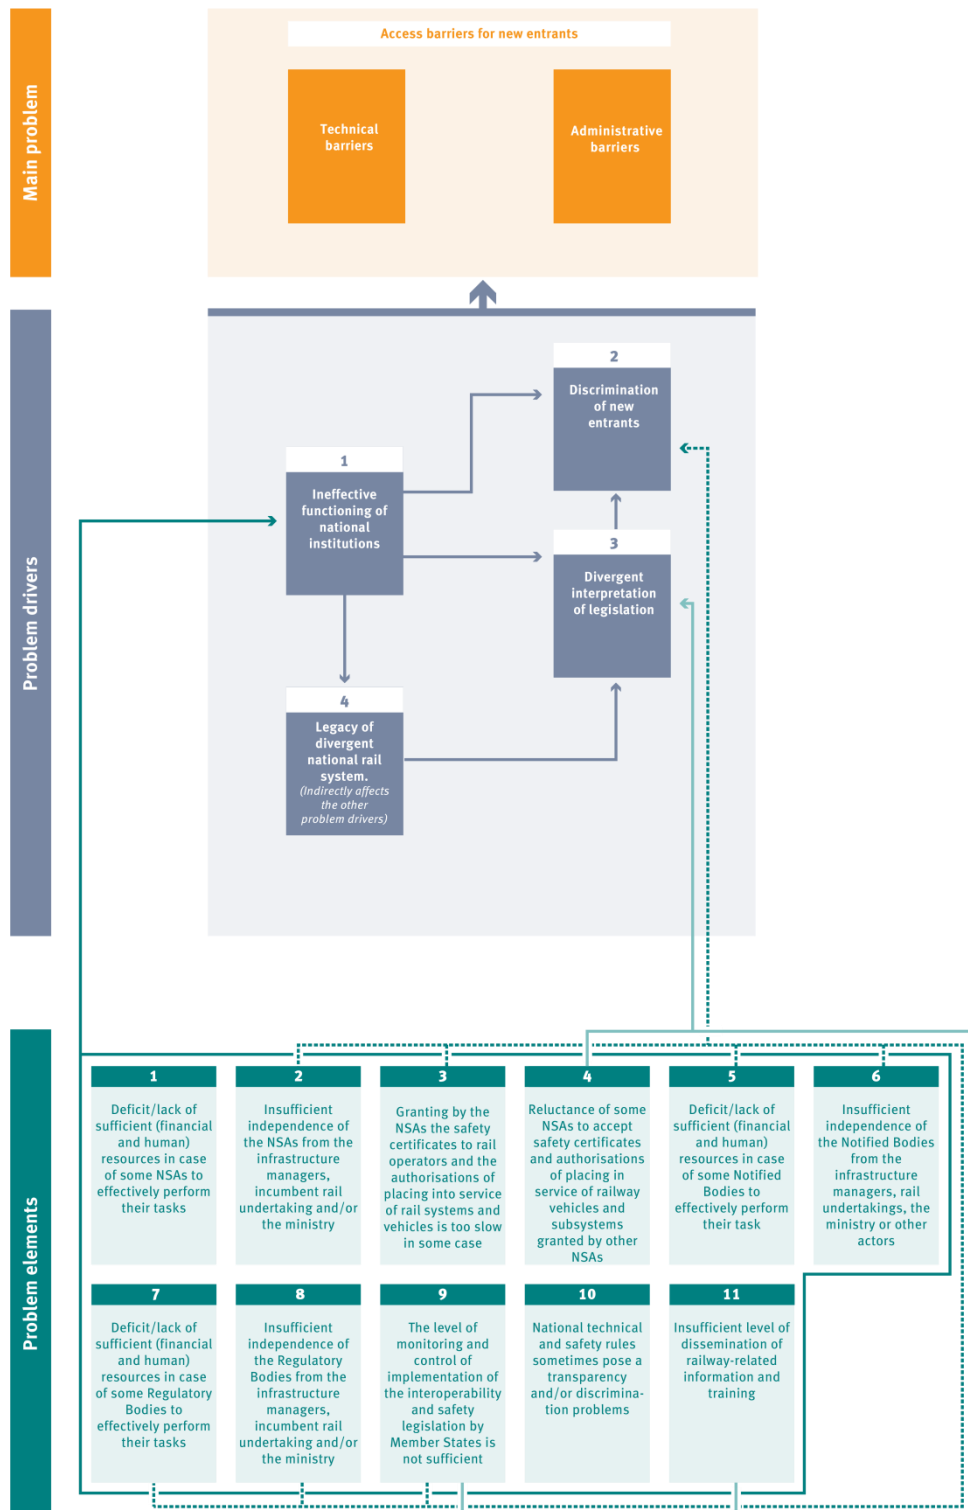 Main problem
Access barriers for new entrants
Technical
barriers
Administrative
barriers
Problem drivers
2
Discrimination
of new
entrants
1
Ineffective
functioning of
national
institutions
3
Divergent
interpretation
of legislation
4
Legacy of
divergent
national rail
system.
(Indirectly affects
the other
problem drivers)
Problem elements
1
Deficit/lack of
sufficient (financial
and human)
resources in case
of some NSAs to
effectively perform
their tasks
2
Insufficient
independence of
the NSAs from the
infrastructure
managers,
incumbent rail
undertaking and/or
the ministry
3
Granting by the
NSAs the safety
certificates to rail
operators and the
authorisations of
placing into service
of rail systems and
vehicles is too slow
in some case
4
Reluctance of some
NSAs to accept
safety certificates
and authorisations
of placing in
service of railway
vehicles and
subsystems
granted by other
NSAs
5
Deficit/lack of
sufficient (financial
and human)
resources in case
of some Notified
Bodies to
effectively perform
their task
6
Insufficient
independence of
the Notified Bodies
from the
infrastructure
managers, rail
undertakings, the
ministry or other
actors
7
Deficit/lack of
sufficient (financial
and human)
resources in case
of some Regulatory
Bodies to
effectively perform
their tasks
8
Insufficient
independence of
the Regulatory
Bodies from the
infrastructure
managers,
incumbent rail
undertaking and/or
the ministry
9
The level of
monitoring and
control of
implementation of
the interoperability
and safety
legislation by
Member States is
not sufficient
10
National technical
and safety rules
sometimes pose a
transparency
and/or discrimina-
tion problems
11
Insufficient level of
dissemination of
railway-related
information and
training